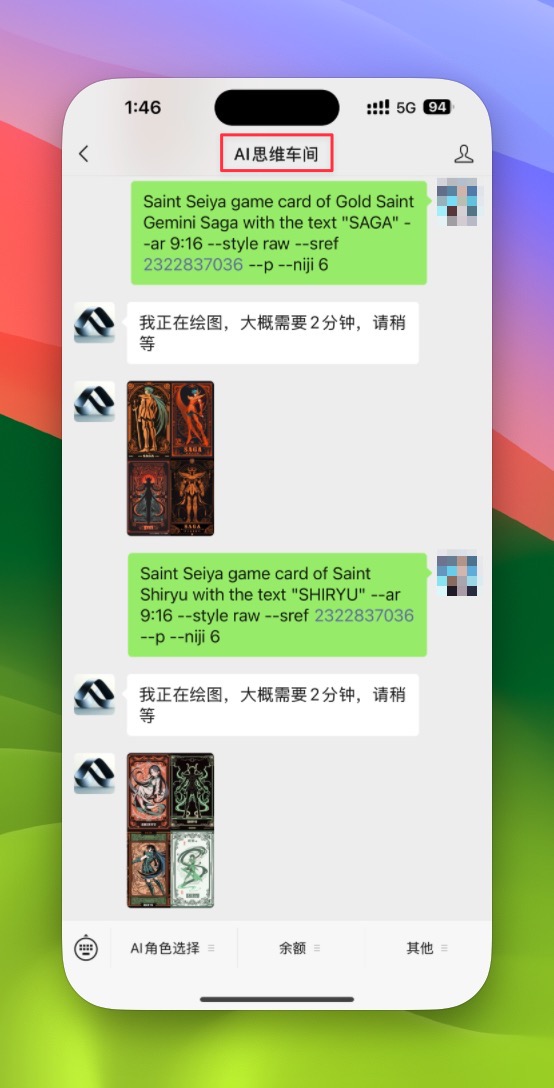 1:46
5G
94
AI思维车间
Saint Seiya game card of Gold Saint
Gemini Saga with the text "SAGA" -
-ar 9:16 --style raw --sref
2322837036 --p --niji 6
我正在绘图，大概需要2分钟，请稍
等
SAGA
SAGA
Saint Seiya game card of Saint
Shiryu with the text "SHIRYU" --ar
9:16 --style raw --sref 2322837036
--p --niji 6
我正在绘图，大概需要2分钟，请稍
等
AI角色选择
余额
其他